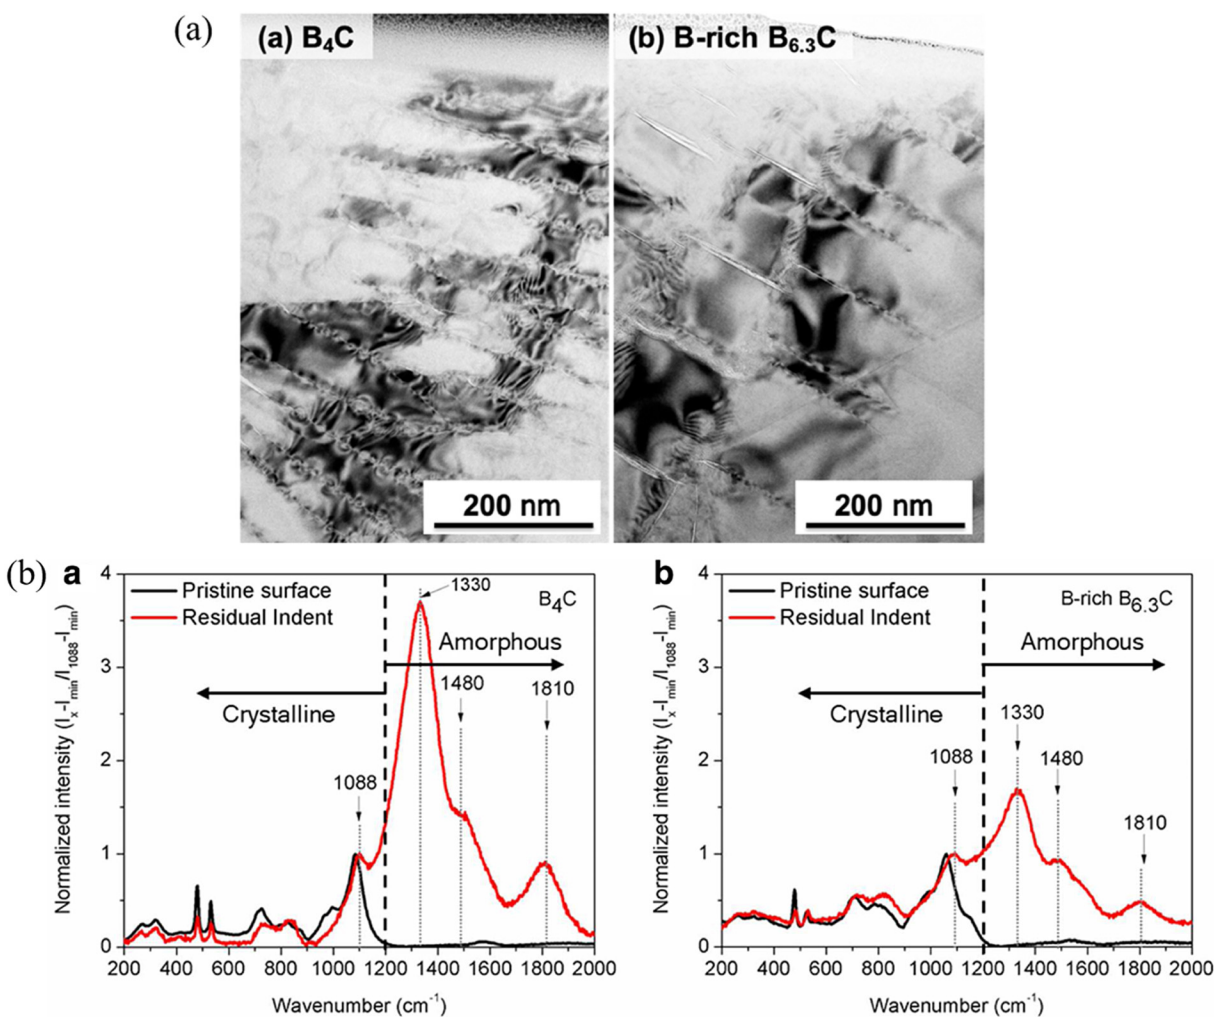 (a)
(a) B4C
(b) B-rich B6.3C
200 nm
200 nm
(b)
a
4
3
2
1
0
Normalized intensity (Ix-Imin/I1088-Imin)
Pristine surface
Residual Indent
1330
B4C
Amorphous
1480
1810
Crystalline
1088
200 400 600 800 1000 1200 1400 1600 1800 2000
Wavenumber (cm-1)
b
4
3
2
1
0
Normalized intensity (Ix-Imin/I1088-Imin)
Pristine surface
Residual Indent
B-rich B6.3C
Amorphous
Crystalline
1330
1088
1480
1810
200 400 600 800 1000 1200 1400 1600 1800 2000
Wavenumber (cm-1)